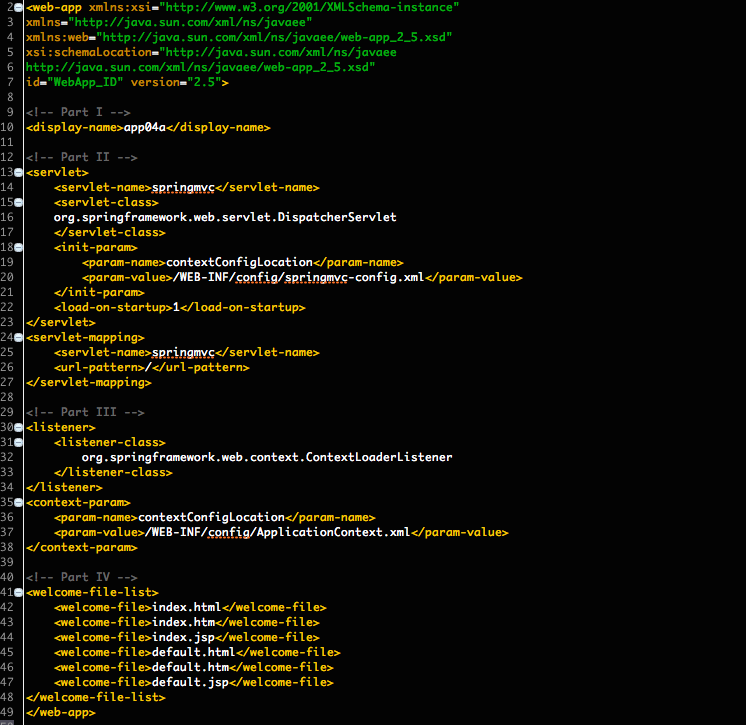 2 <web-app xmlns:xsi="http://www.w3.org/2001/XMLSchema-instance"
3 xmlns="http://java.sun.com/xml/ns/javaee"
4 xmlns:web="http://java.sun.com/xml/ns/javaee/web-app_2_5.xsd"
5 xsi:schemaLocation="http://java.sun.com/xml/ns/javaee
6 http://java.sun.com/xml/ns/javaee/web-app_2_5.xsd"
7 id="WebApp_ID" version="2.5">
8
9 <!-- Part I -->
10 <display-name>app04a</display-name>
11
12 <!-- Part II -->
13 <servlet>
14     <servlet-name>springmvc</servlet-name>
15     <servlet-class>
16     org.springframework.web.servlet.DispatcherServlet
17     </servlet-class>
18     <init-param>
19         <param-name>contextConfigLocation</param-name>
20         <param-value>/WEB-INF/config/springmvc-config.xml</param-value>
21     </init-param>
22     <load-on-startup>1</load-on-startup>
23 </servlet>
24 <servlet-mapping>
25     <servlet-name>springmvc</servlet-name>
26     <url-pattern>/</url-pattern>
27 </servlet-mapping>
28
29 <!-- Part III -->
30 <listener>
31     <listener-class>
32         org.springframework.web.context.ContextLoaderListener
33     </listener-class>
34 </listener>
35 <context-param>
36     <param-name>contextConfigLocation</param-name>
37     <param-value>/WEB-INF/config/ApplicationContext.xml</param-value>
38 </context-param>
39
40 <!-- Part IV -->
41 <welcome-file-list>
42     <welcome-file>index.html</welcome-file>
43     <welcome-file>index.htm</welcome-file>
44     <welcome-file>index.jsp</welcome-file>
45     <welcome-file>default.html</welcome-file>
46     <welcome-file>default.htm</welcome-file>
47     <welcome-file>default.jsp</welcome-file>
48 </welcome-file-list>
49 </web-app>